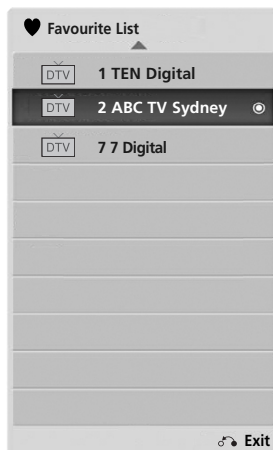 Favourite List
DTV 1 TEN Digital
DTV 2 ABC TV Sydney
DTV 7 7 Digital
Exit